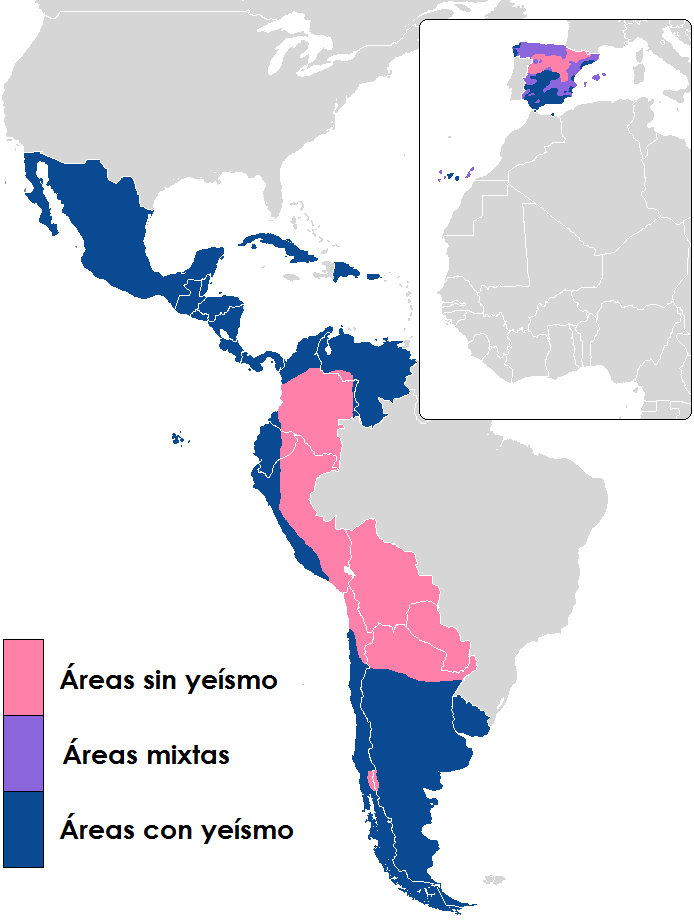 Áreas sin yeísmo
Áreas mixtas
Áreas con yeísmo